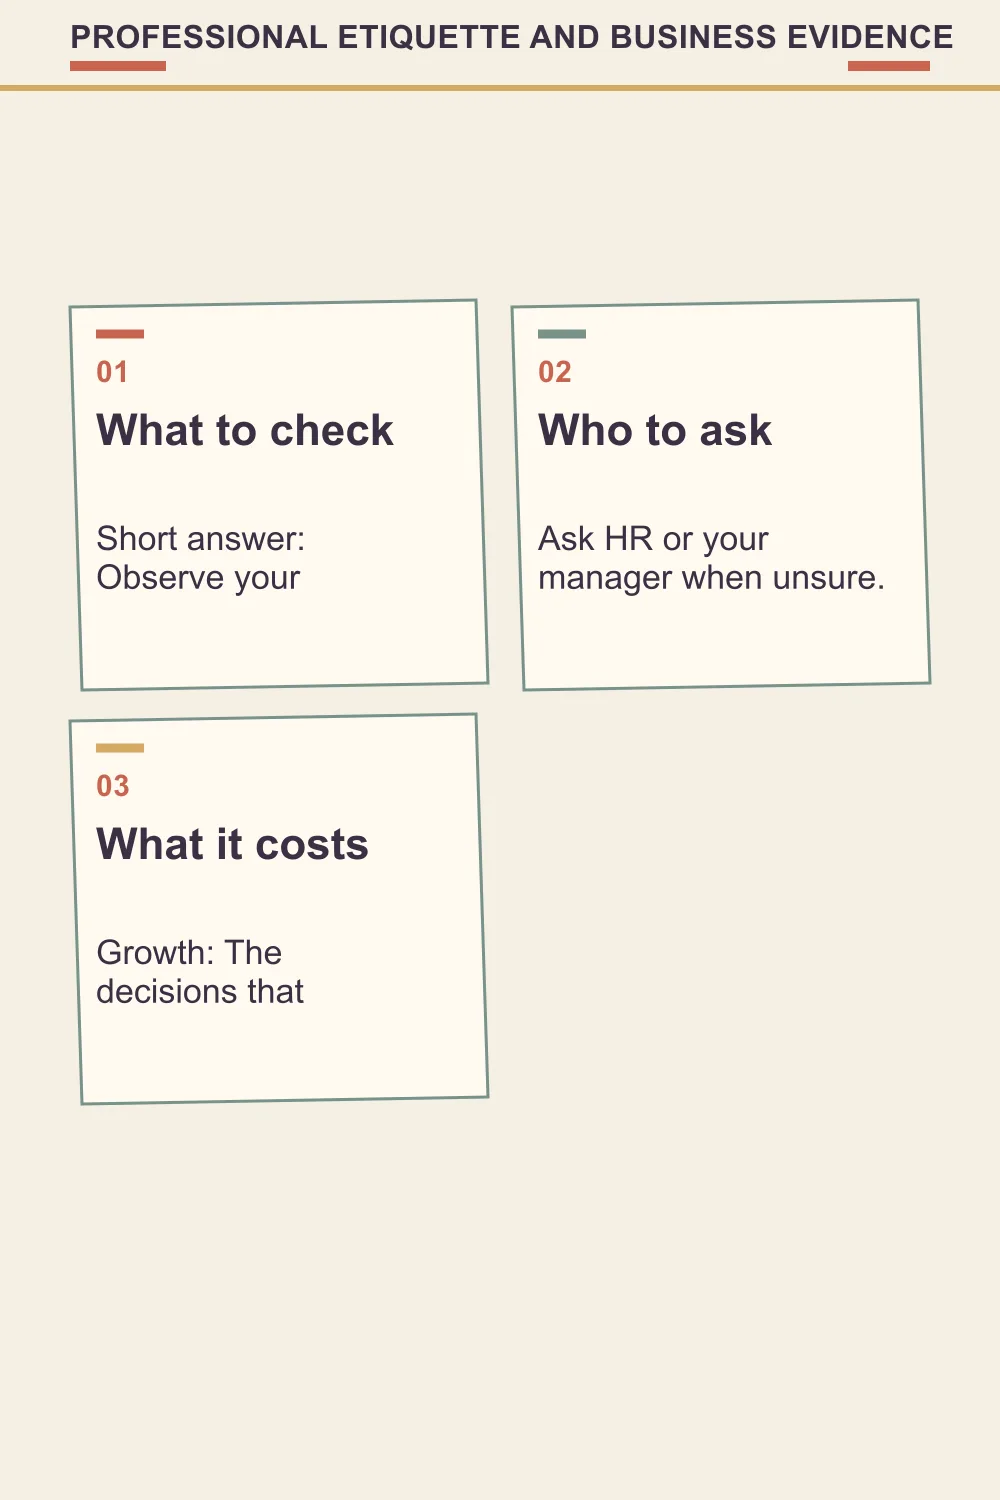 PROFESSIONAL ETIQUETTE AND BUSINESS EVIDENCE
01
What to check
Short answer:
Observe your
02
Who to ask
Ask HR or your
manager when unsure.
03
What it costs
Growth: The
decisions that